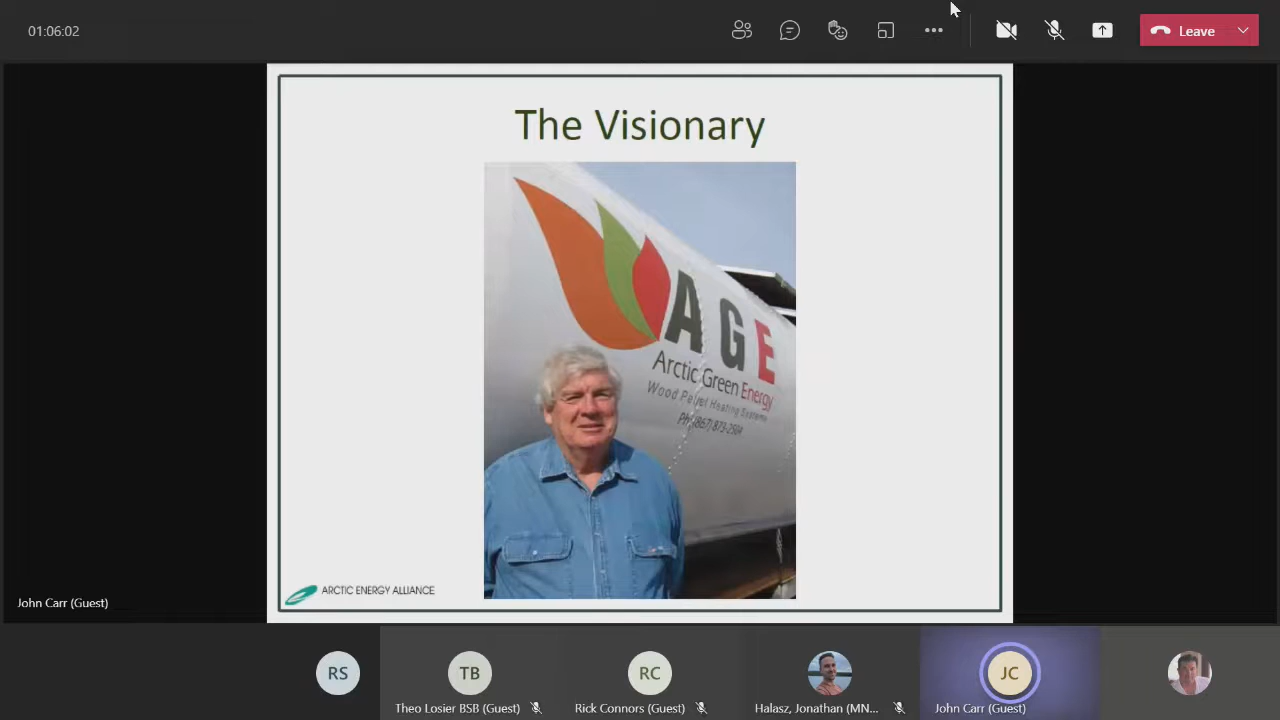 01:06:02
Leave
The Visionary
A G E
Arctic Green Energy
Wood Pellet Heating Systems
Ph: (867) 873-2504
ARCTIC ENERGY ALLIANCE
John Carr (Guest)
RS
TB
RC
JC
Theo Losier BSB (Guest)
Rick Connors (Guest)
Halasz, Jonathan (MN...
John Carr (Guest)